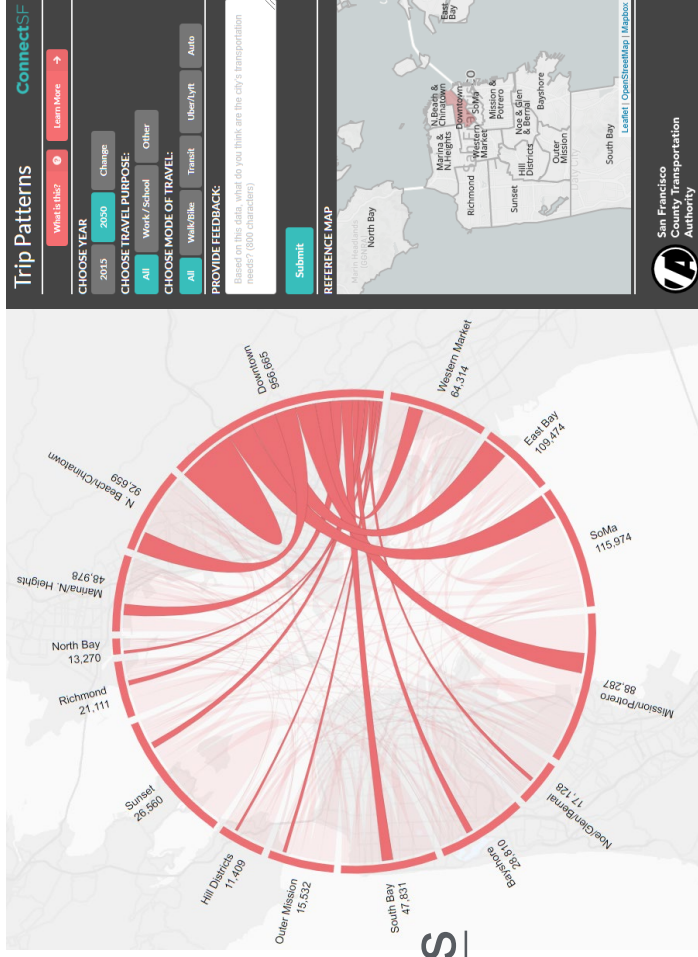 Trip Patterns
ConnectSF
What is this?
Learn More
CHOOSE YEAR
2015
2050
Change
CHOOSE TRAVEL PURPOSE:
All
Work / School
Other
CHOOSE MODE OF TRAVEL:
All
Walk/Bike
Transit
Uber/Lyft
Auto
PROVIDE FEEDBACK:
Based on this data, what do you think are the city's transportation
needs? (800 characters)
Submit
REFERENCE MAP
North Bay
Marin Headlands
(GGNRA)
East
Bay
Marina &
N.Heights
N.Beach &
Chinatown
Downtown
SoMa
Richmond
Western
Market
Mission &
Potrero
Sunset
Hill
Districts
Noe & Glen
& Bernal
Bayshore
Outer
Mission
Daly City
South Bay
Leaflet | OpenStreetMap | Mapbox
San Francisco
County Transportation
Authority
Downtown
956,665
Western Market
64,314
East Bay
109,474
SoMa
115,974
Mission/Potrero
88,287
Noe/Glen/Bernal
17,128
Bayshore
28,810
South Bay
47,831
Outer Mission
15,532
Hill Districts
11,409
Sunset
26,560
Richmond
21,111
North Bay
13,270
Marina/N. Heights
48,978
N. Beach/Chinatown
92,659
S